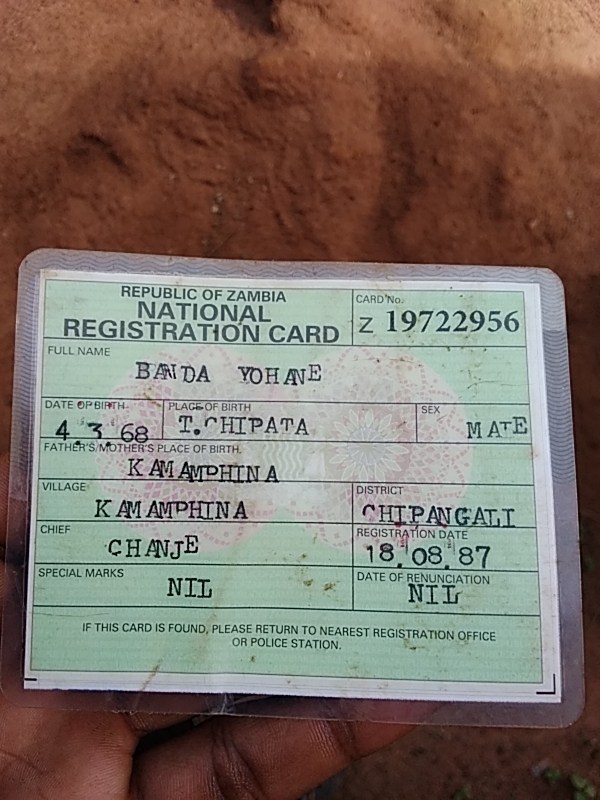 REPUBLIC OF ZAMBIA
NATIONAL
REGISTRATION CARD
CARD No.
Z 19722956
FULL NAME
BANDA YOHANE
DATE OF BIRTH
4.3.68
PLACE OF BIRTH
T.CHIPATA
SEX
MATE
FATHER'S/MOTHER'S PLACE OF BIRTH.
KAMAMPHINA
VILLAGE
KAMAMPHINA
DISTRICT
CHIPANGALI
CHIEF
CHANJE
REGISTRATION DATE
18.08.87
SPECIAL MARKS
NIL
DATE OF RENUNCIATION
NIL
IF THIS CARD IS FOUND, PLEASE RETURN TO NEAREST REGISTRATION OFFICE
OR POLICE STATION.